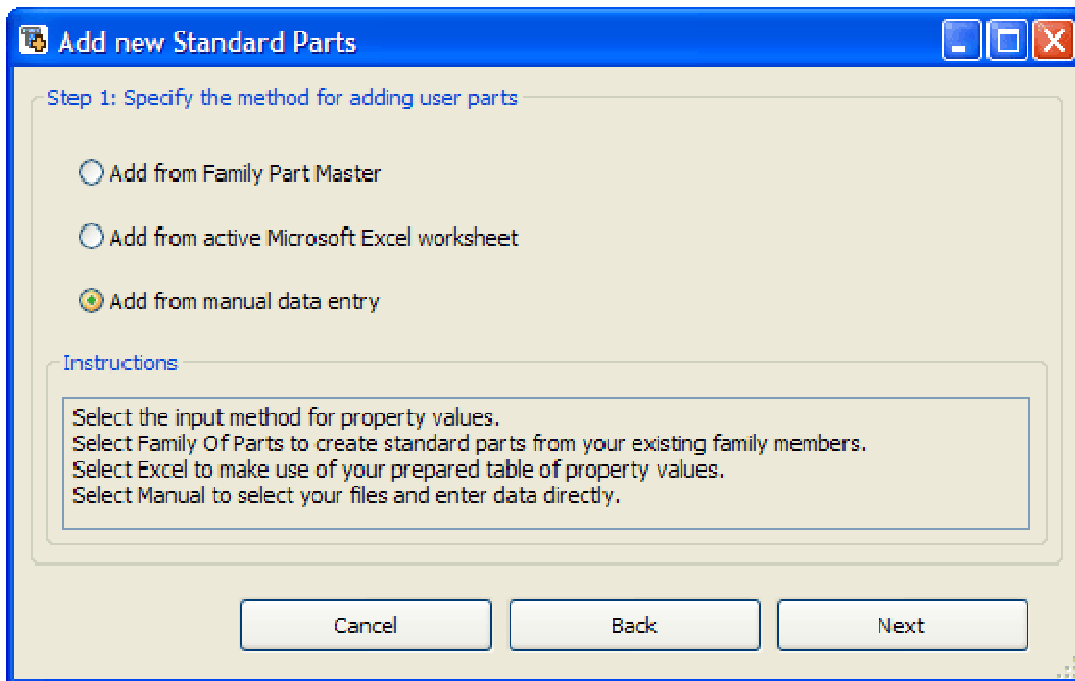 Add new Standard Parts
Step 1: Specify the method for adding user parts
Add from Family Part Master
Add from active Microsoft Excel worksheet
Add from manual data entry
Instructions
Select the input method for property values.
Select Family Of Parts to create standard parts from your existing family members.
Select Excel to make use of your prepared table of property values.
Select Manual to select your files and enter data directly.
Cancel Back Next